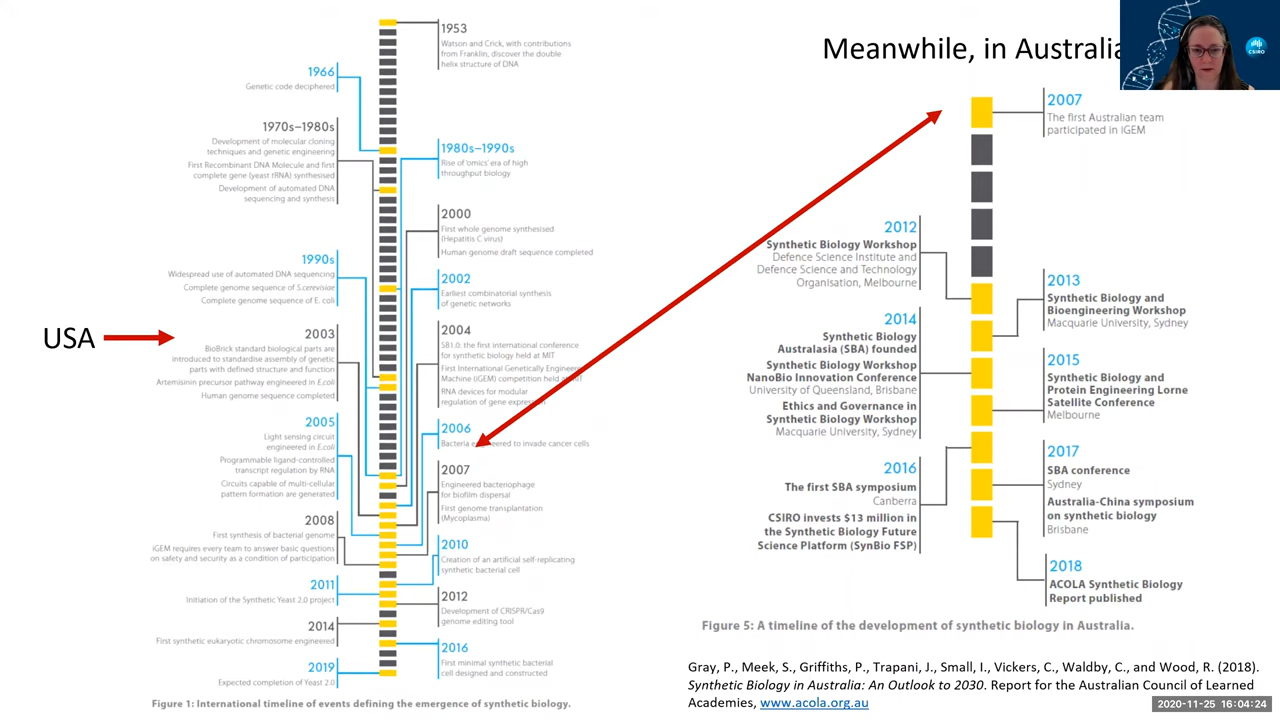 Meanwhile, in Australia
CSIRO
USA
1953
Watson and Crick, with contributions
from Franklin, discover the double
helix structure of DNA
1966
Genetic code deciphered
1970s–1980s
Development of molecular cloning
techniques and genetic engineering
First Recombinant DNA Molecule and first
complete gene (yeast tRNA) synthesised
Development of automated DNA
sequencing and synthesis
1980s–1990s
Rise of 'omics' era of high
throughput biology
2000
First whole genome synthesised
(Hepatitis C virus)
Human genome draft sequence completed
1990s
Widespread use of automated DNA sequencing
Complete genome sequence of S.cerevisiae
Complete genome sequence of E. coli
2002
Earliest combinatorial synthesis
of genetic networks
2003
BioBrick standard biological parts are
introduced to standardise assembly of genetic
parts with defined structure and function
Artemisinin precursor pathway engineered in E.coli
Human genome sequence completed
2004
SB1.0: the first international conference
for synthetic biology held at MIT
First International Genetically Engineered
Machine (iGEM) competition held at MIT
RNA devices for modular
regulation of gene expression
2005
Light sensing circuit
engineered in E.coli
Programmable ligand-controlled
transcript regulation by RNA
Circuits capable of multi-cellular
pattern formation are generated
2006
Bacteria engineered to invade cancer cells
2007
Engineered bacteriophage
for biofilm dispersal
First genome transplantation
(Mycoplasma)
2008
First synthesis of bacterial genome
iGEM requires every team to answer basic questions
on safety and security as a condition of participation
2010
Creation of an artificial self-replicating
synthetic bacterial cell
2011
Initiation of the Synthetic Yeast 2.0 project
2012
Development of CRISPR/Cas9
genome editing tool
2014
First synthetic eukaryotic chromosome engineered
2016
First minimal synthetic bacterial
cell designed and constructed
2019
Expected completion of Yeast 2.0
Figure 1: International timeline of events defining the emergence of synthetic biology.
2007
The first Australian team
participated in iGEM
2012
Synthetic Biology Workshop
Defence Science Institute and
Defence Science and Technology
Organisation, Melbourne
2013
Synthetic Biology and
Bioengineering Workshop
Macquarie University, Sydney
2014
Synthetic Biology
Australasia (SBA) founded
Synthetic Biology Workshop
NanoBio Innovation Conference
University of Queensland, Brisbane
Ethics and Governance in
Synthetic Biology Workshop
Macquarie University, Sydney
2015
Synthetic Biology and
Protein Engineering Lorne
Satellite Conference
Melbourne
2016
The first SBA symposium
Canberra
CSIRO invests $13 million in
the Synthetic Biology Future
Science Platform (SynBio FSP)
2017
SBA conference
Sydney
Australia-China symposium
on synthetic biology
Brisbane
2018
ACOLA Synthetic Biology
Report published
Figure 5: A timeline of the development of synthetic biology in Australia.
Gray, P., Meek, S., Griffiths, P., Trapani, J., Small, I., Vickers, C., Waldby, C., and Wood, R. (2018).
Synthetic Biology in Australia: An Outlook to 2030. Report for the Australian Council of Learned
Academies, www.acola.org.au
2020-11-25 16:04:24